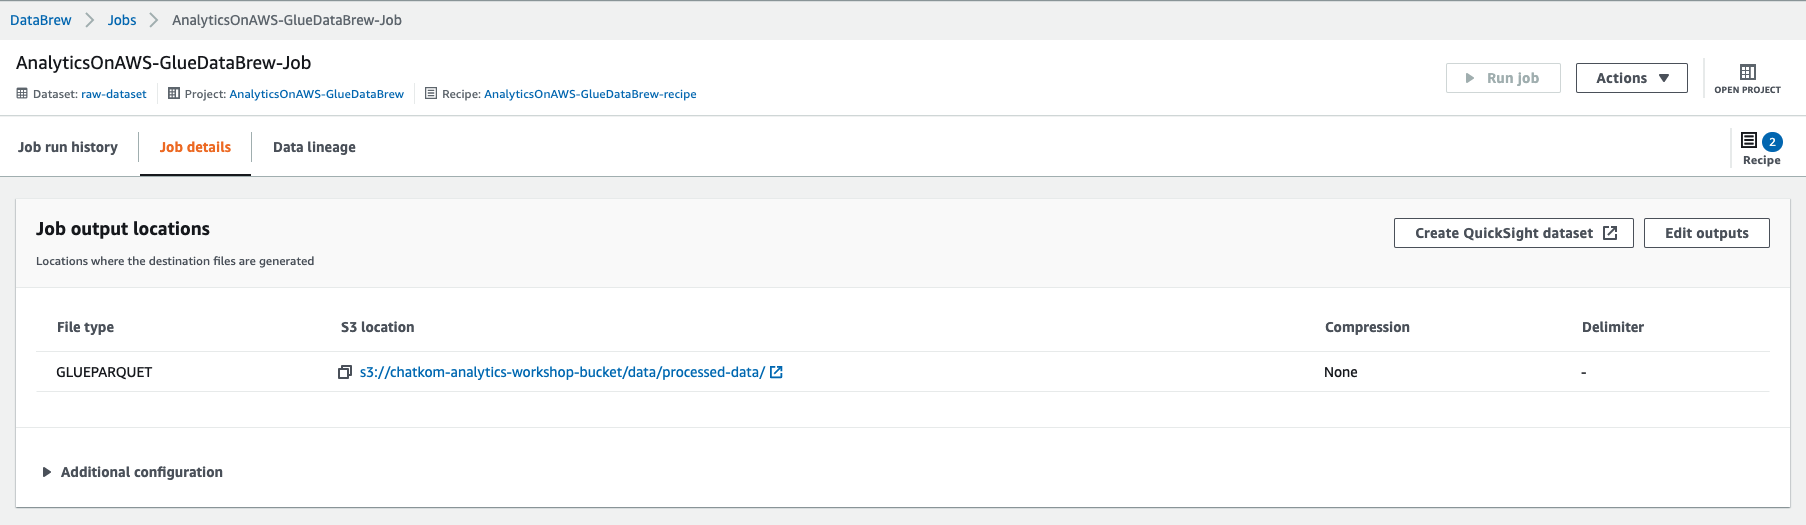 DataBrew > Jobs > AnalyticsOnAWS-GlueDataBrew-Job
AnalyticsOnAWS-GlueDataBrew-Job
Dataset: raw-dataset Project: AnalyticsOnAWS-GlueDataBrew Recipe: AnalyticsOnAWS-GlueDataBrew-recipe
Run job Actions OPEN PROJECT
Job run history Job details Data lineage
2
Recipe
Job output locations
Create QuickSight dataset Edit outputs
Locations where the destination files are generated
File type S3 location Compression Delimiter
GLUEPARQUET s3://chatkom-analytics-workshop-bucket/data/processed-data/ None -
Additional configuration